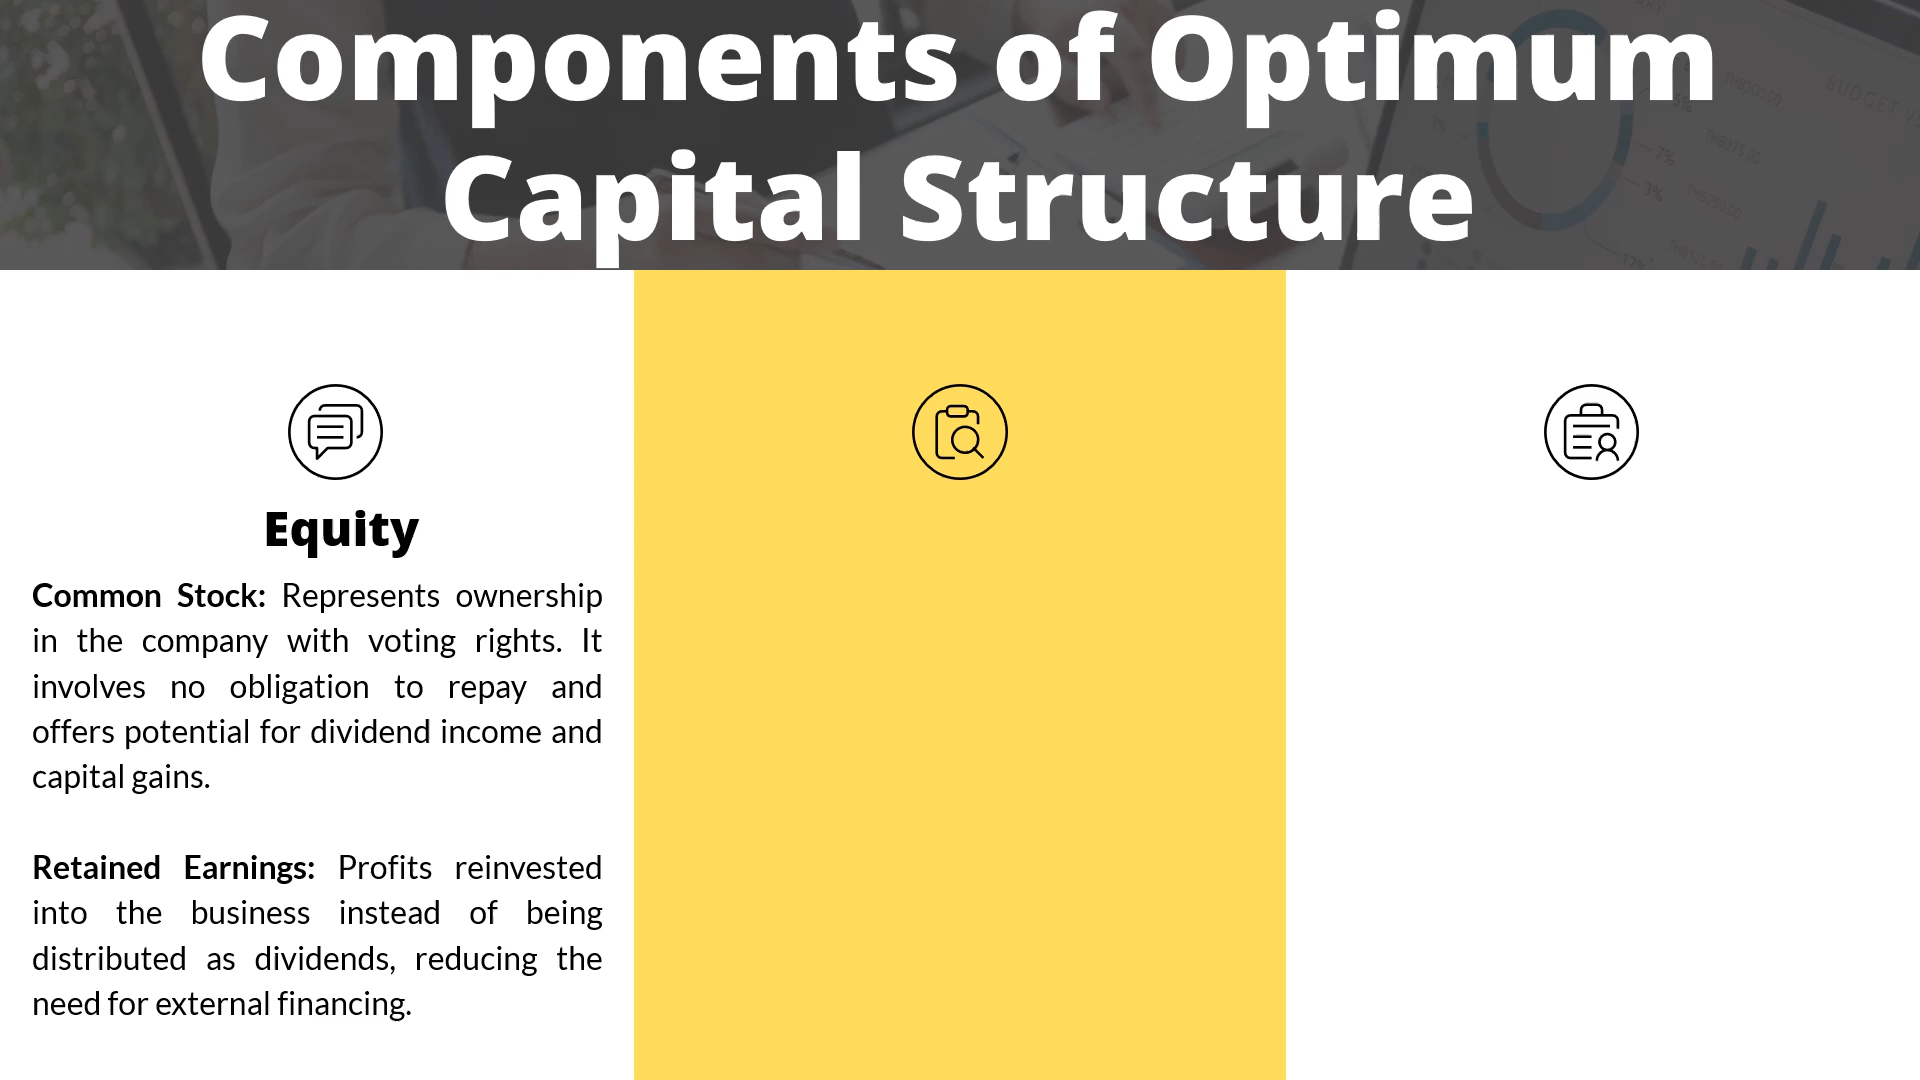 Components of Optimum
Capital Structure
Equity
Common Stock: Represents ownership
in the company with voting rights. It
involves no obligation to repay and
offers potential for dividend income and
capital gains.
Retained Earnings: Profits reinvested
into the business instead of being
distributed as dividends, reducing the
need for external financing.
7%
3%